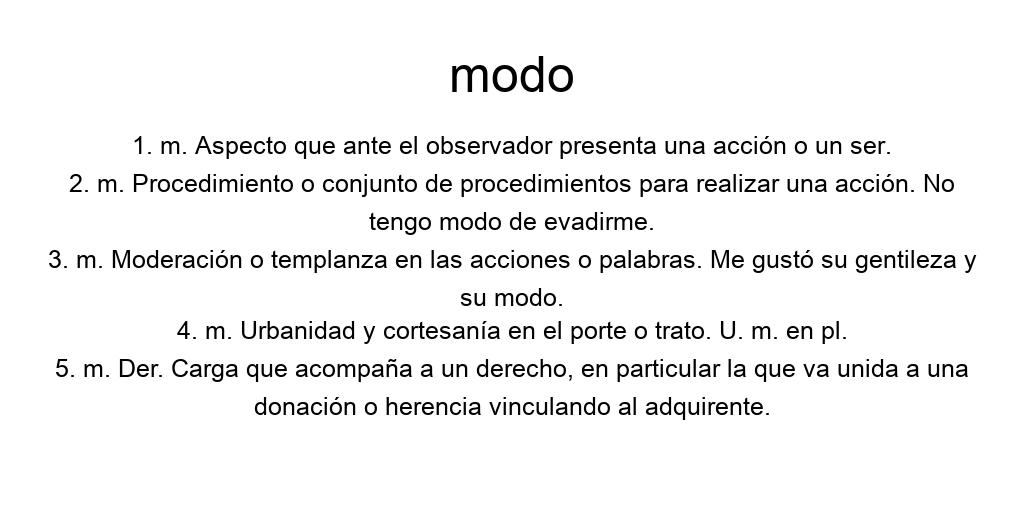 modo
1. m. Aspecto que ante el observador presenta una acción o un ser.
2. m. Procedimiento o conjunto de procedimientos para realizar una acción. No
tengo modo de evadirme.
3. m. Moderación o templanza en las acciones o palabras. Me gustó su gentileza y
su modo.
4. m. Urbanidad y cortesanía en el porte o trato. U. m. en pl.
5. m. Der. Carga que acompaña a un derecho, en particular la que va unida a una
donación o herencia vinculando al adquirente.